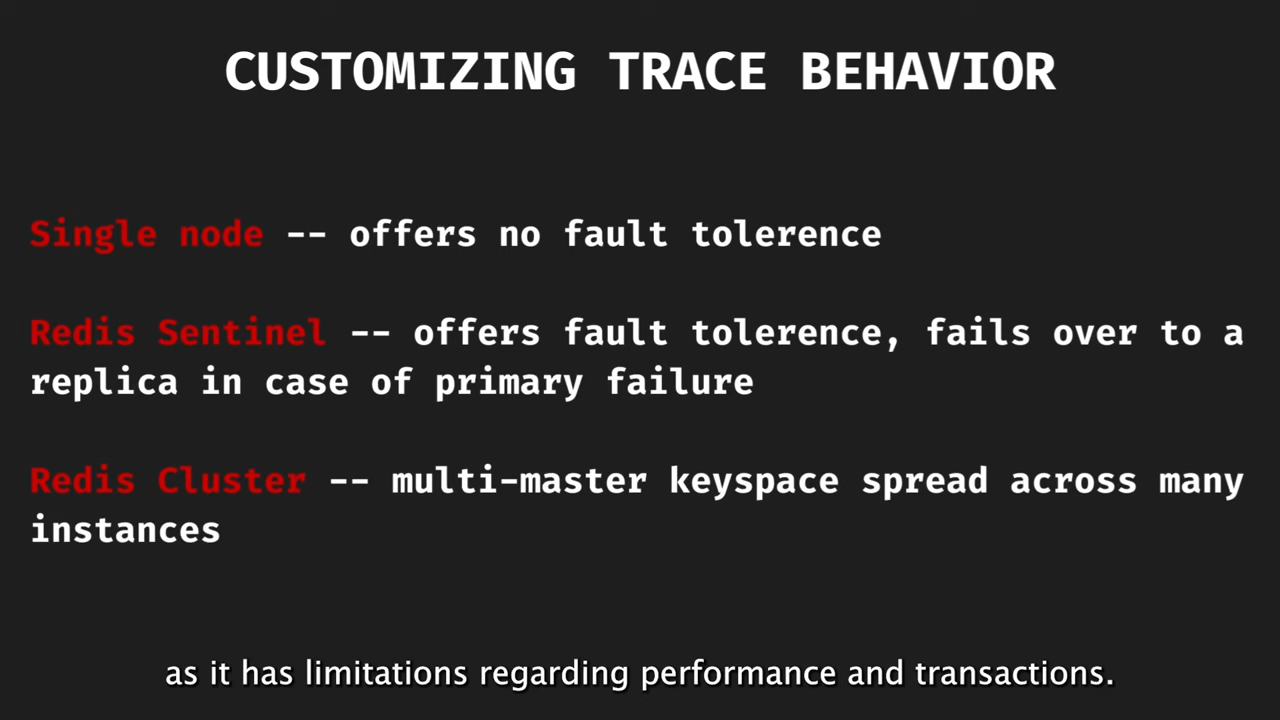 CUSTOMIZING TRACE BEHAVIOR
Single node -- offers no fault tolerence
Redis Sentinel -- offers fault tolerence, fails over to a
replica in case of primary failure
Redis Cluster -- multi-master keyspace spread across many
instances
as it has limitations regarding performance and transactions.